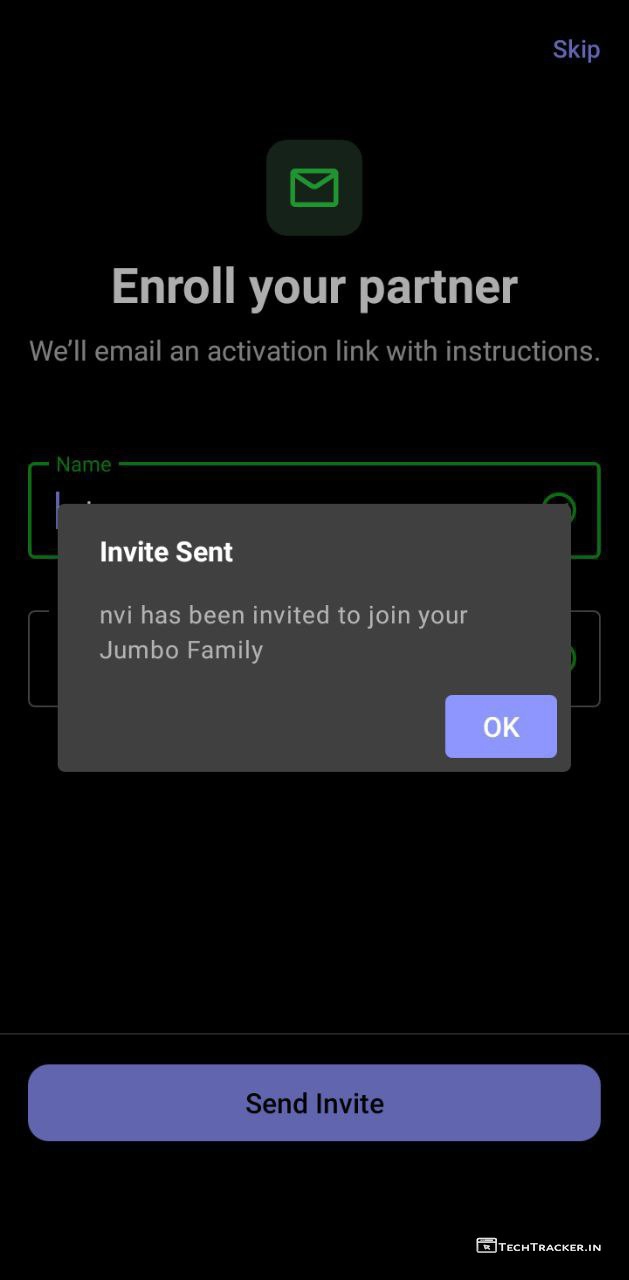 Skip
Enroll your partner
We'll email an activation link with instructions.
Name
Invite Sent
nvi has been invited to join your
Jumbo Family
OK
Send Invite
TECHTRACKER.IN